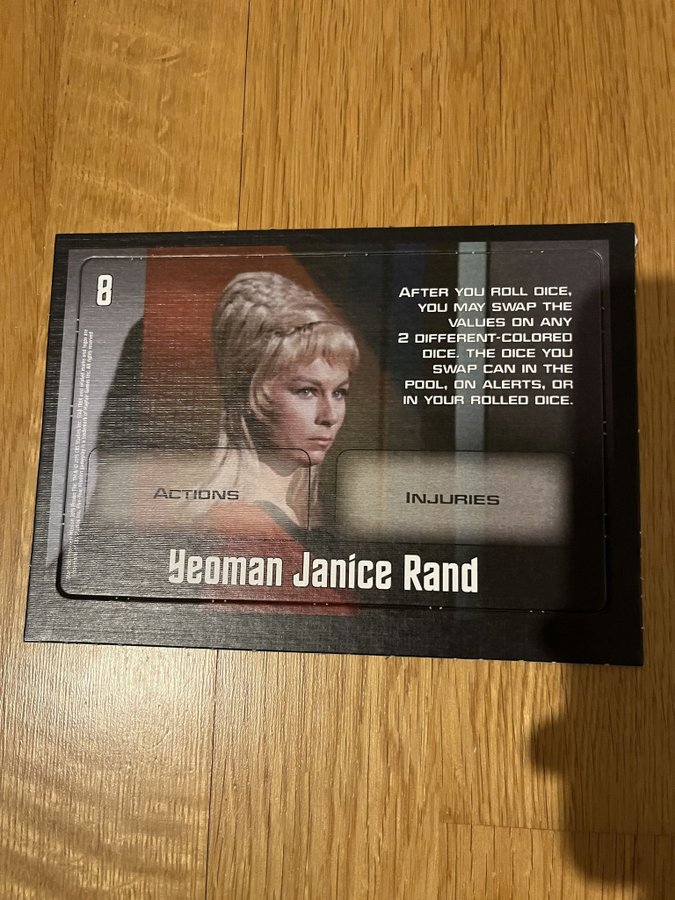 8
AFTER YOU ROLL DICE,
YOU MAY SWAP THE
VALUES ON ANY
2 DIFFERENT-COLORED
DICE. THE DICE YOU
SWAP CAN IN THE
POOL, ON ALERTS, OR
IN YOUR ROLLED DICE.
ACTIONS
INJURIES
Yeoman Janice Rand